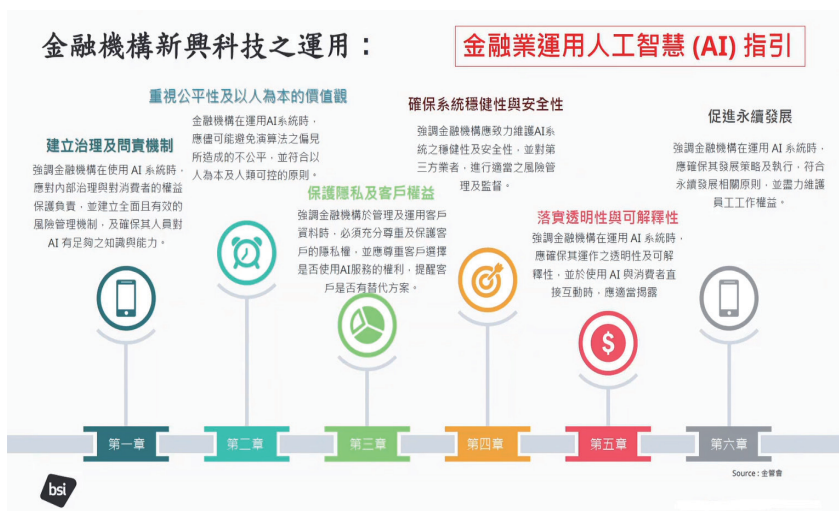 金融機構新興科技之運用：
金融業運用人工智慧 (AI) 指引
建立治理及問責機制
強調金融機構在使用 AI 系統時，
應對內部治理與對消費者的權益
保護負責，並建立全面且有效的
風險管理機制，及確保其人員對
AI 有足夠之知識與能力。
重視公平性及以人為本的價值觀
金融機構在運用AI系統時，
應儘可能避免演算法之偏見
所造成的不公平，並符合以
人為本及人類可控的原則。
保護隱私及客戶權益
強調金融機構於管理及運用客戶
資料時，必須充分尊重及保護客
戶的隱私權，並應尊重客戶選擇
是否使用AI服務的權利，提醒客
戶是否有替代方案。
確保系統穩健性與安全性
強調金融機構應致力維護AI系
統之穩健性及安全性，並對第
三方業者，進行適當之風險管
理及監督。
落實透明性與可解釋性
強調金融機構在運用 AI 系統時，
應確保其運作之透明性及可解
釋性，並於使用 AI 與消費者直
接互動時，應適當揭露
促進永續發展
強調金融機構在運用 AI 系統時，
應確保其發展策略及執行，符合
永續發展相關原則，並盡力維護
員工工作權益。
$
第一章
第二章
第三章
第四章
第五章
第六章
Source : 金管會
bsi